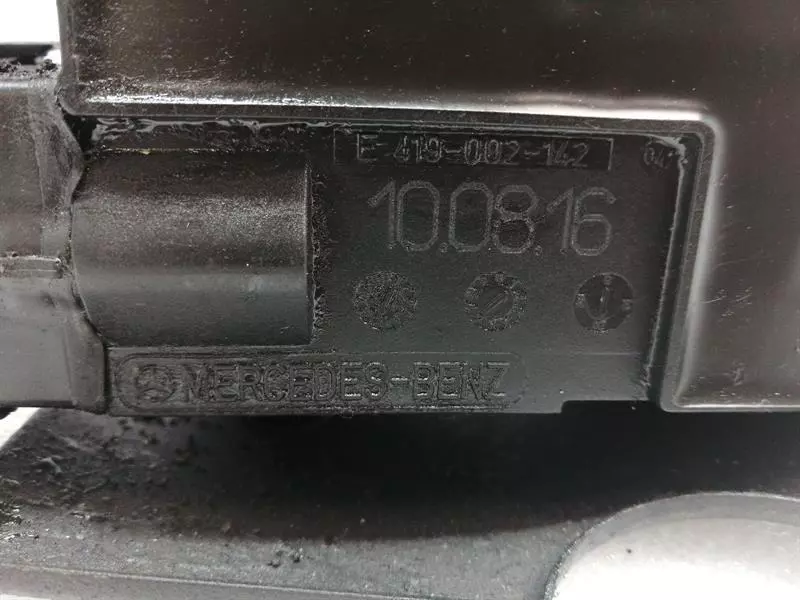 E 419-002-142
10.08.16
MERCEDES-BENZ